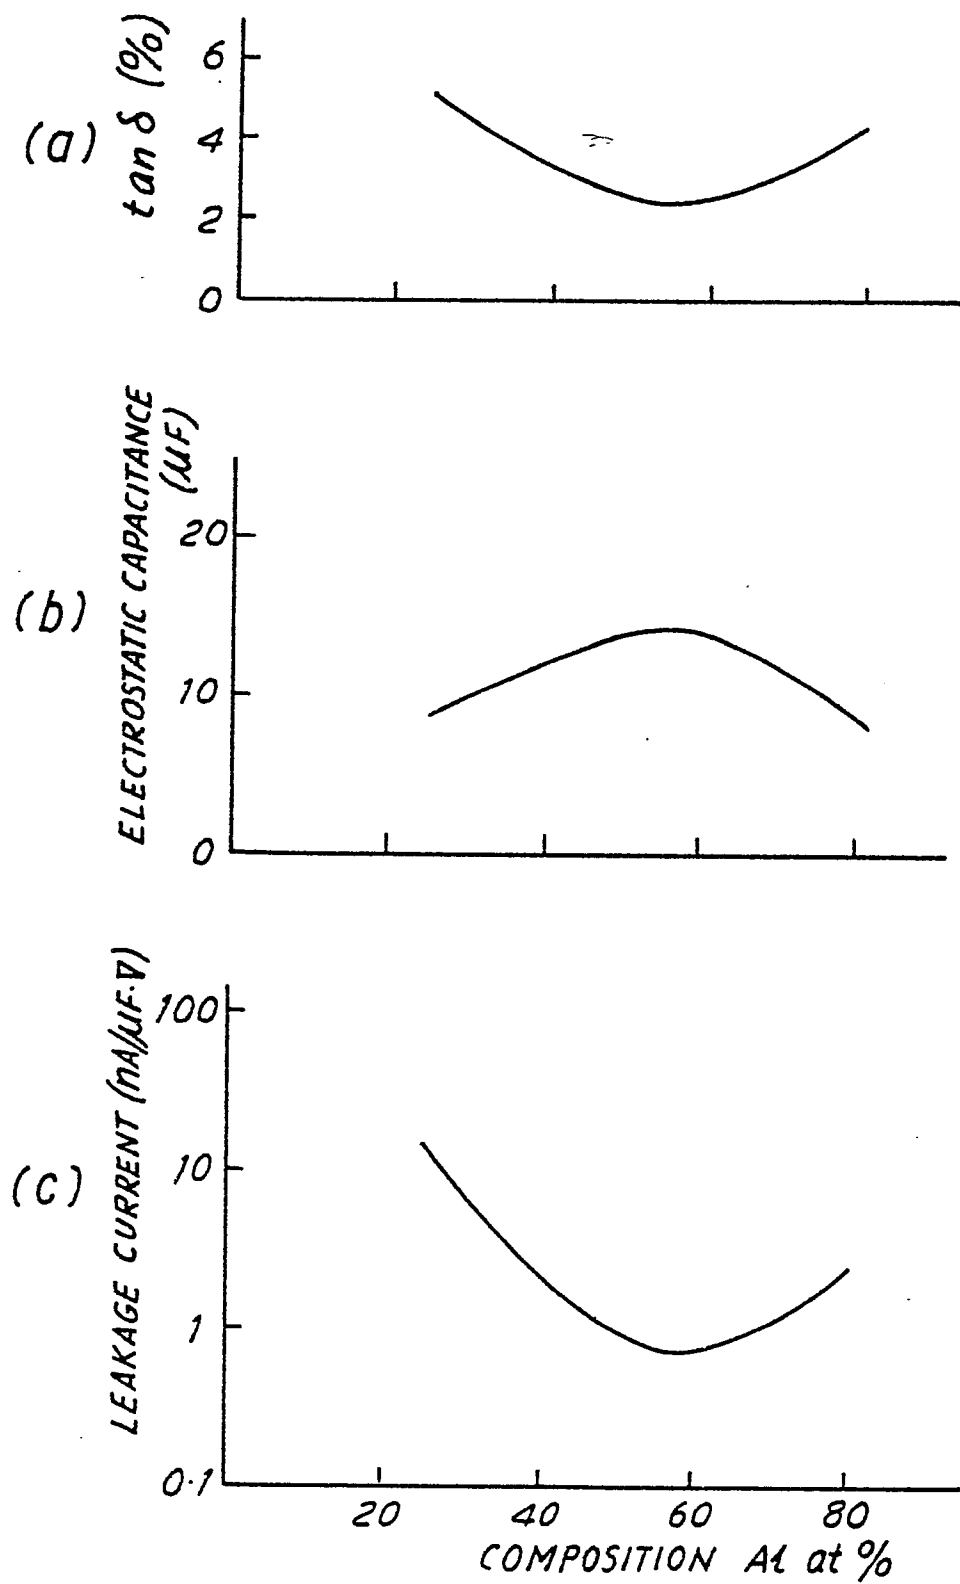 (a)
tan δ (%)
6
4
2
0
(b)
ELECTROSTATIC CAPACITANCE
(μF)
20
10
0
(c)
LEAKAGE CURRENT (nA/μF·V)
100
10
1
0·1
20 40 60 80
COMPOSITION Al at %